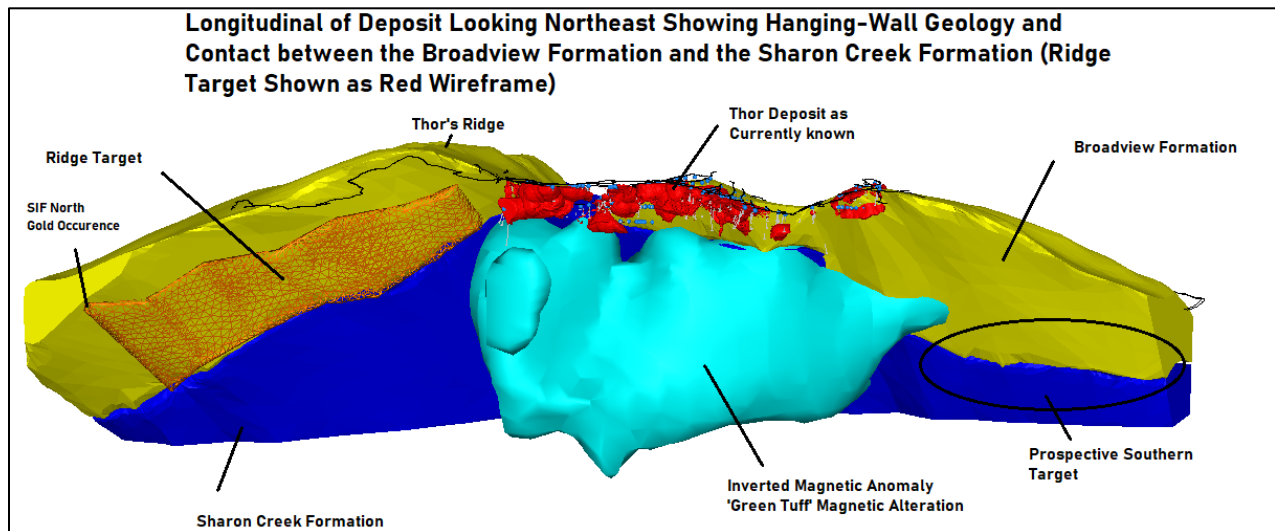 Longitudinal of Deposit Looking Northeast Showing Hanging-Wall Geology and
Contact between the Broadview Formation and the Sharon Creek Formation (Ridge
Target Shown as Red Wireframe)
Thor's Ridge
Thor Deposit as
Currently known
Ridge Target
Broadview Formation
SIF North
Gold Occurence
Prospective Southern
Target
Inverted Magnetic Anomaly
'Green Tuff' Magnetic Alteration
Sharon Creek Formation